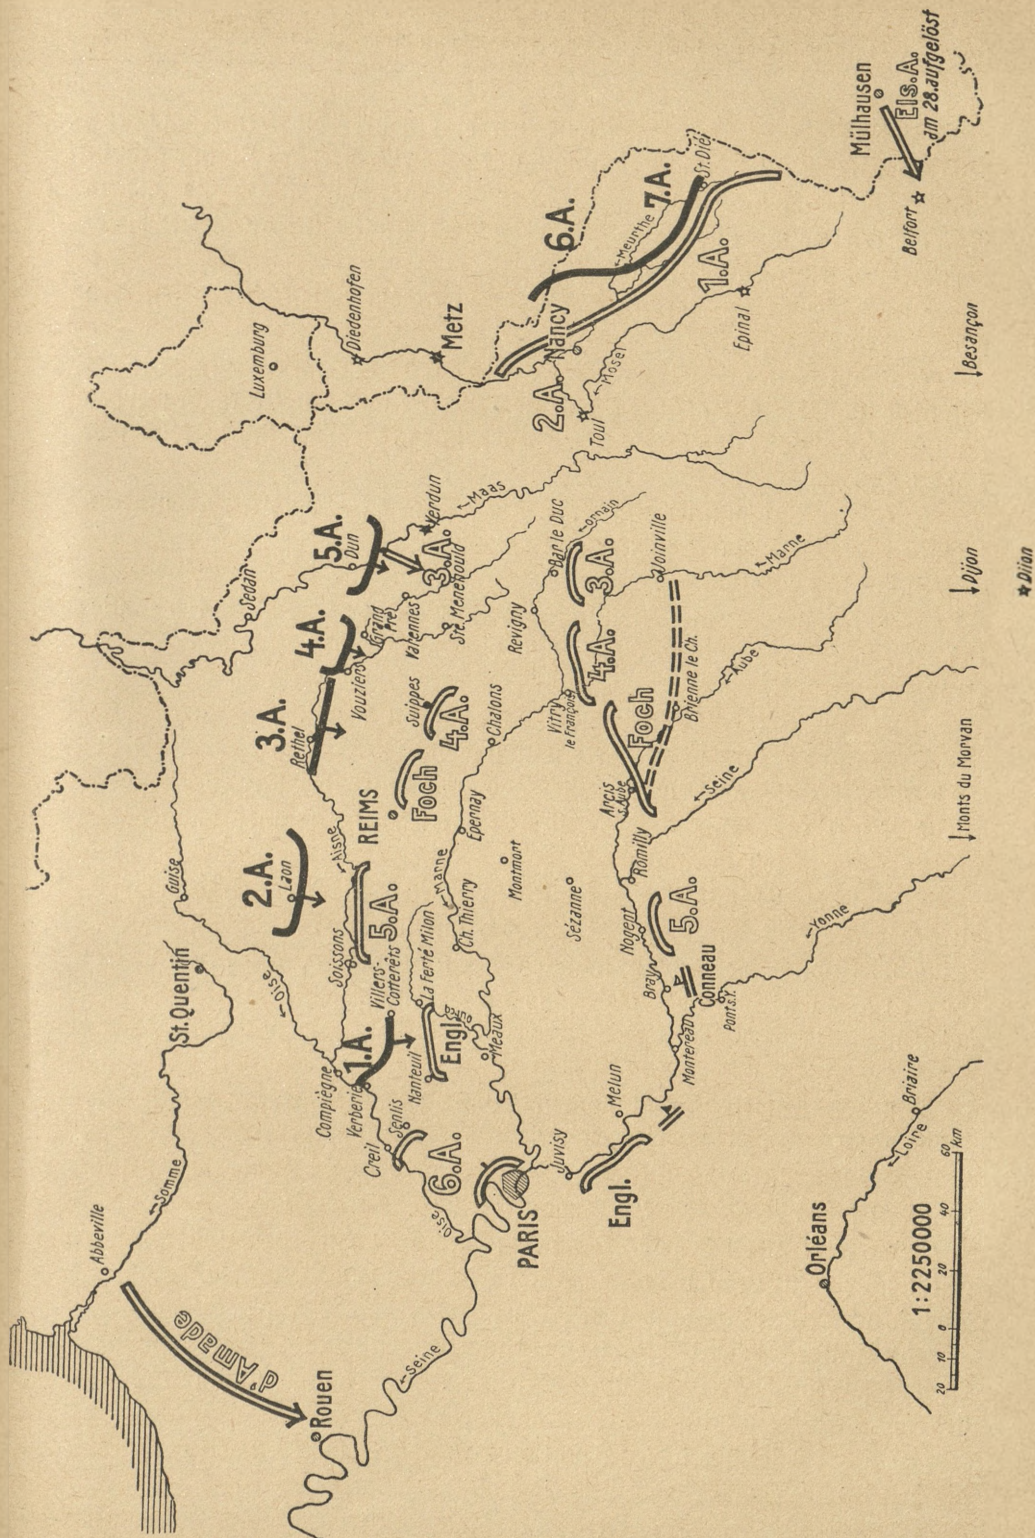 Abbeville
Somme
d'Amade
Rouen
Seine
St. Quentin
Guise
Oise
Compiègne
Verberie
Creil
Senlis
Nanteuil
6.A.
Oise
PARIS
1.A.
Villers-
Cotterêts
La Ferté Milon
Engl.
Meaux
Soissons
5.A.
2.A.
Laon
Aisne
REIMS
Foch
Marne
Ch. Thierry
Epernay
Montmort
Sézanne
3.A.
Rethel
4.A.
Vouziers
Grand
Pré
Suippes
4.A.
Chalons
Sedan
5.A.
Dun
Varennes
Ste. Menehould
3.A.
Verdun
Maas
Luxemburg
Diedenhofen
Metz
6.A.
7.A.
Meurthe
St. Dié
Nancy
2.A.
Toul
Mosel
1.A.
Epinal
Mülhausen
Els.A.
am 28. aufgelöst
Belfort
Revigny
Bar le Duc
Ornain
3.A.
4.A.
Vitry
le François
Joinville
Marne
Foch
Brienne le Ch.
Aube
Arcis
s. Aube
Romilly
Seine
Nogent
5.A.
Bray
Conneau
Pont s.Y.
Montereau
Yonne
Juvisy
Melun
Engl.
Orléans
Loire
Briaire
Monts du Morvan
Dijon
Dijon
Besançon
1:2250000
20 10 0 20 40 60 km